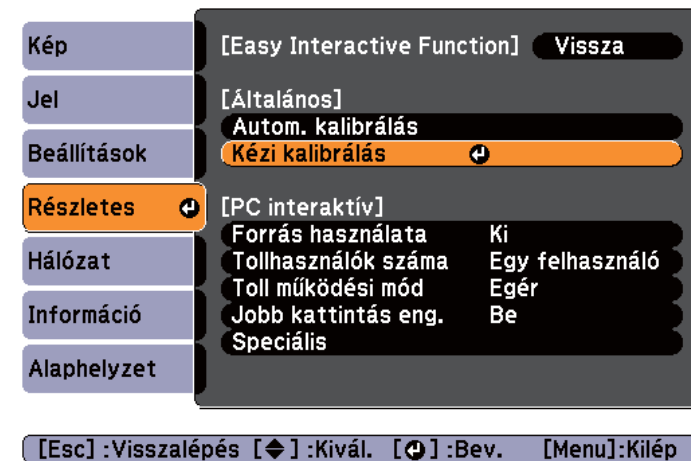 Kép
Jel
Beállítások
Részletes
Hálózat
Információ
Alaphelyzet
[Easy Interactive Function] Vissza
[Általános]
Autom. kalibrálás
Kézi kalibrálás
[PC interaktív]
Forrás használata Ki
Tollhasználók száma Egy felhasználó
Toll működési mód Egér
Jobb kattintás eng. Be
Speciális
[Esc] :Visszalépés [◆] :Kivál. [⏎] :Bev. [Menu]:Kilép